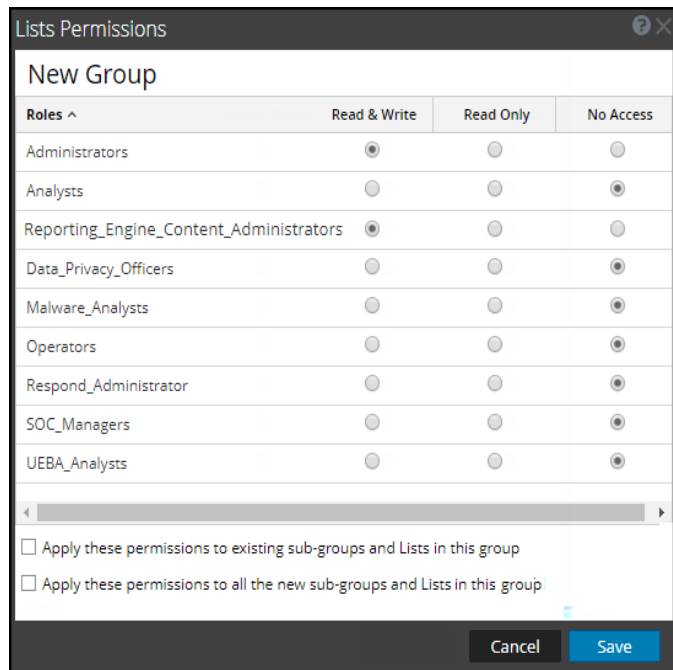 Lists Permissions
New Group
Roles Read & Write Read Only No Access
Administrators
Analysts
Reporting_Engine_Content_Administrators
Data_Privacy_Officers
Malware_Analysts
Operators
Respond_Administrator
SOC_Managers
UEBA_Analysts
Apply these permissions to existing sub-groups and Lists in this group
Apply these permissions to all the new sub-groups and Lists in this group
Cancel Save